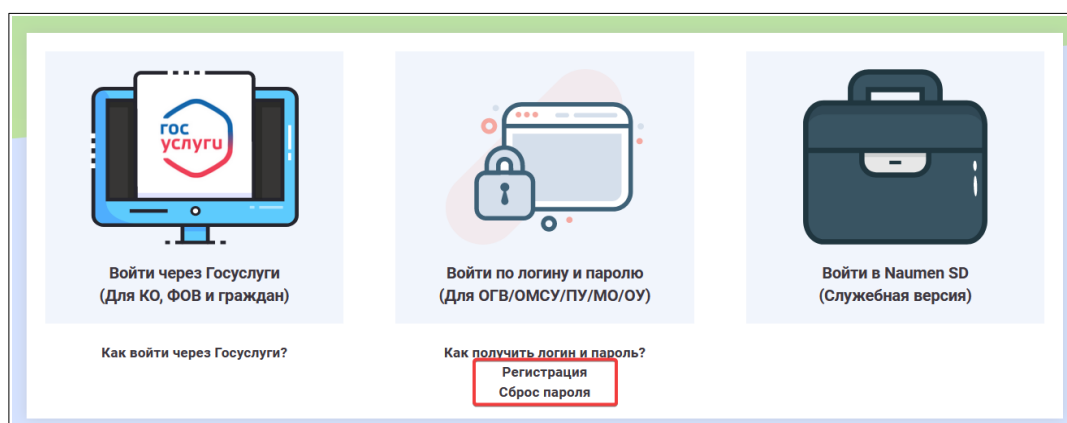 гос
услуги
Войти через Госуслуги
(Для КО, ФОВ и граждан)
Как войти через Госуслуги?
Войти по логину и паролю
(Для ОГВ/ОМСУ/ПУ/МО/ОУ)
Как получить логин и пароль?
Регистрация
Сброс пароля
Войти в Naumen SD
(Служебная версия)